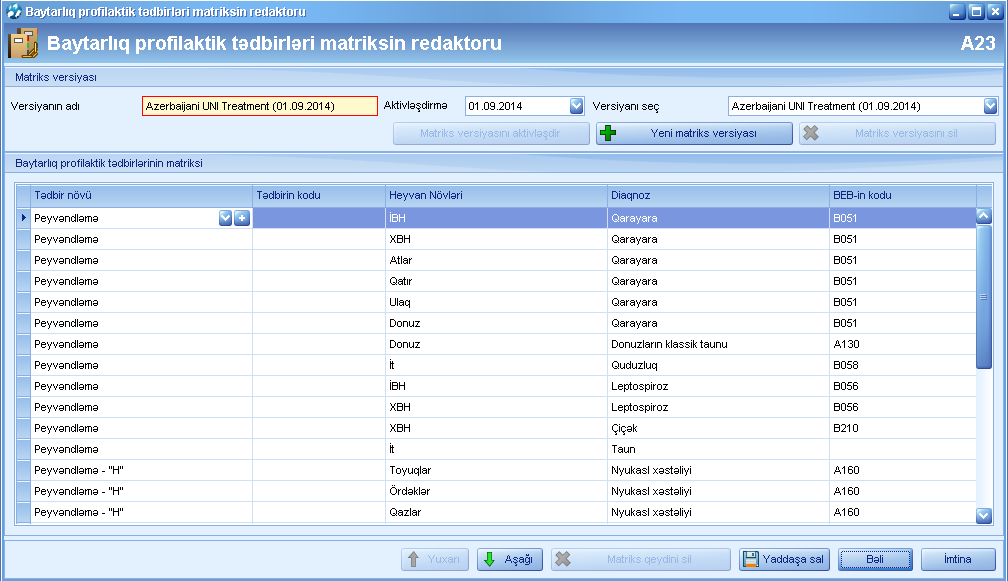 Baytarlıq profilaktik tədbirləri matriksin redaktoru
Baytarlıq profilaktik tədbirləri matriksin redaktoru A23
Matriks versiyası
Versiyanın adı Azerbaijani UNI Treatment (01.09.2014) Aktivləşdirmə 01.09.2014 Versiyanı seç Azerbaijani UNI Treatment (01.09.2014)
Matriks versiyasını aktivləşdir Yeni matriks versiyası Matriks versiyasını sil
Baytarlıq profilaktik tədbirlərinin matriksi
Tədbir növü Tədbirin kodu Heyvan Növləri Diaqnoz BEB-in kodu
Peyvəndləmə İBH Qarayara B051
Peyvəndləmə XBH Qarayara B051
Peyvəndləmə Atlar Qarayara B051
Peyvəndləmə Qatır Qarayara B051
Peyvəndləmə Ulaq Qarayara B051
Peyvəndləmə Donuz Qarayara B051
Peyvəndləmə Donuz Donuzların klassik taunu A130
Peyvəndləmə İt Quduzluq B058
Peyvəndləmə İBH Leptospiroz B056
Peyvəndləmə XBH Leptospiroz B056
Peyvəndləmə XBH Çiçək B210
Peyvəndləmə İt Taun
Peyvəndləmə - "H" Toyuqlar Nyukasl xəstəliyi A160
Peyvəndləmə - "H" Ördəklər Nyukasl xəstəliyi A160
Peyvəndləmə - "H" Qazlar Nyukasl xəstəliyi A160
Yuxarı Aşağı Matriks qeydini sil Yaddaşa sal Bəli İmtina